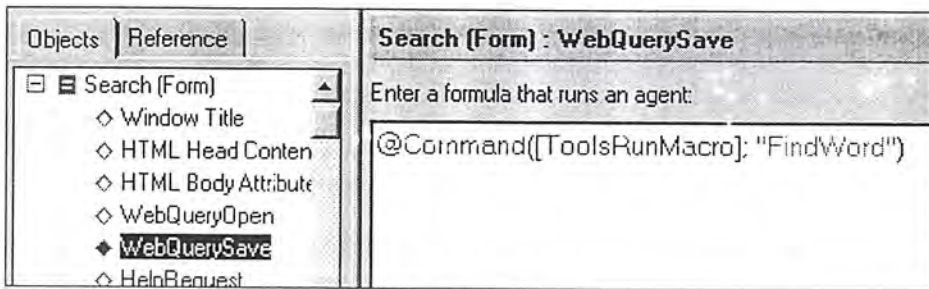 Objects
Reference
Search (Form)
Window Title
HTML Head Conten
HTML Body Attribute
WebQueryOpen
WebQuerySave
HelpRequest
Search (Form) : WebQuerySave
Enter a formula that runs an agent:
@Command([ToolsRunMacro]; "FindWord")